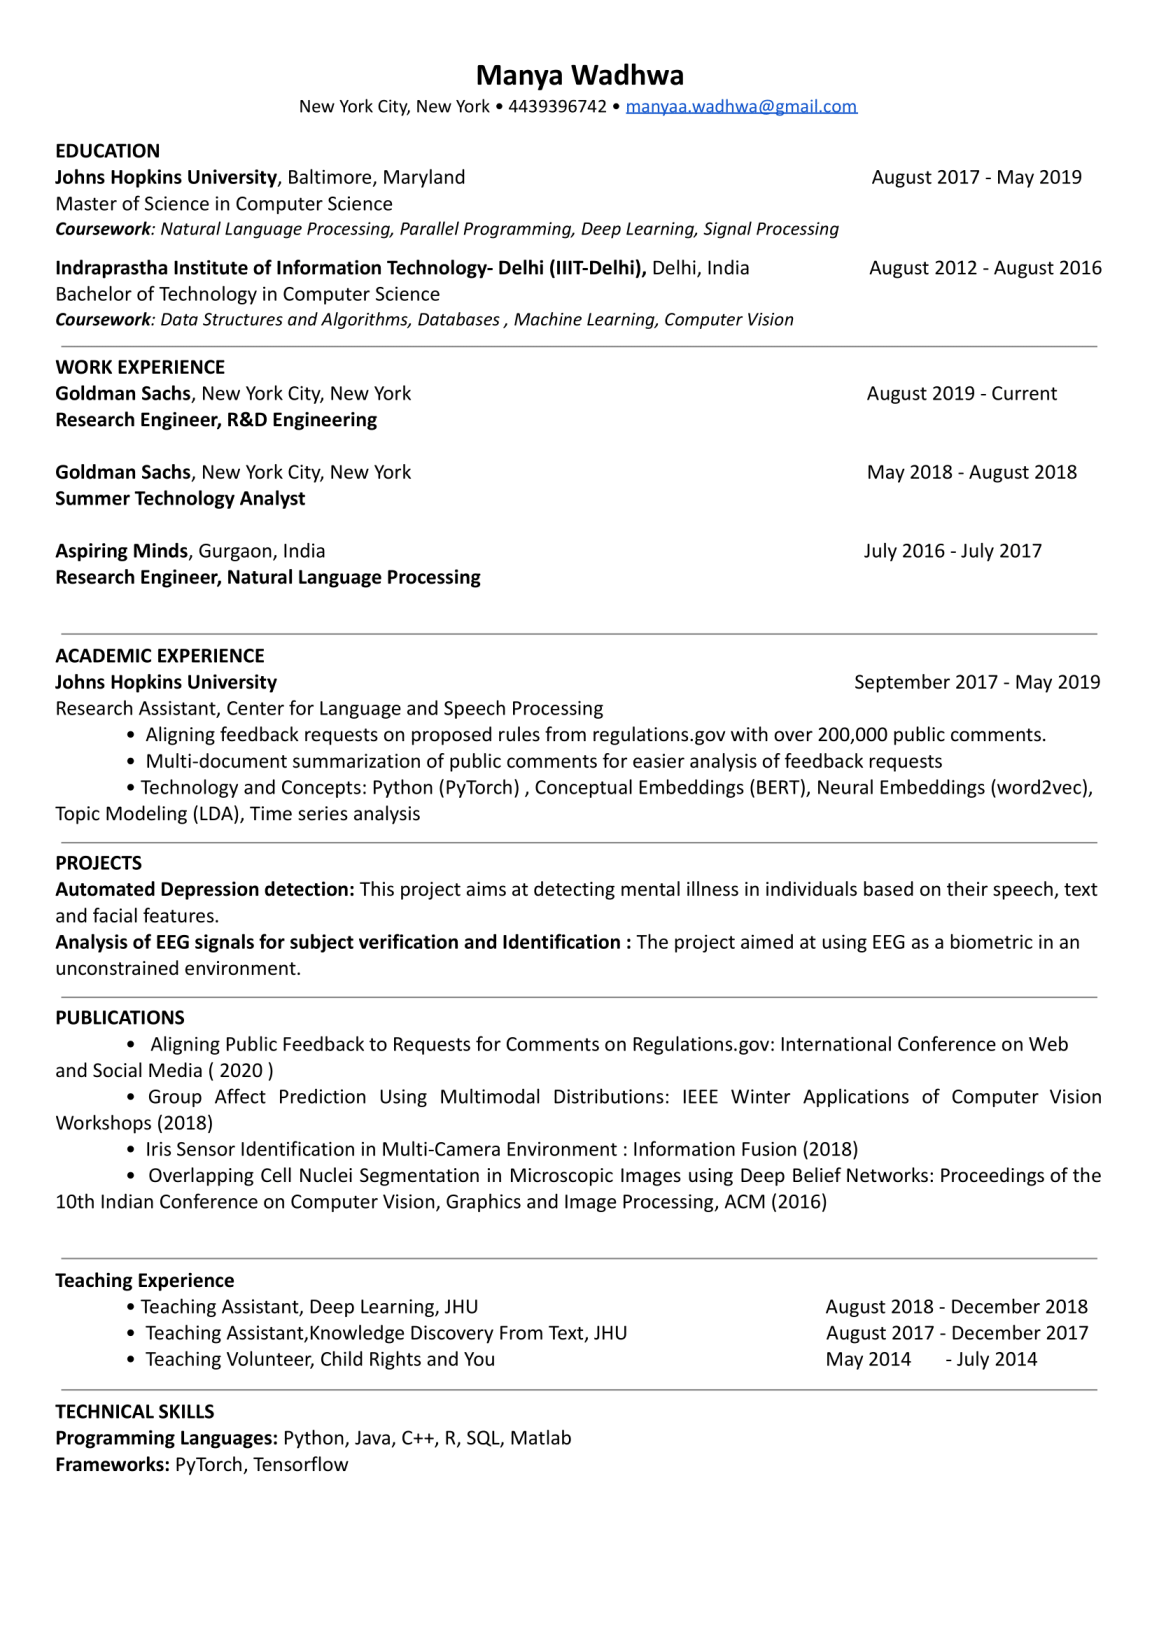 Manya Wadhwa
New York City, New York • 4439396742 • manyaa.wadhwa@gmail.com
EDUCATION
Johns Hopkins University, Baltimore, Maryland August 2017 - May 2019
Master of Science in Computer Science
Coursework: Natural Language Processing, Parallel Programming, Deep Learning, Signal Processing
Indraprastha Institute of Information Technology- Delhi (IIIT-Delhi), Delhi, India August 2012 - August 2016
Bachelor of Technology in Computer Science
Coursework: Data Structures and Algorithms, Databases , Machine Learning, Computer Vision
WORK EXPERIENCE
Goldman Sachs, New York City, New York August 2019 - Current
Research Engineer, R&D Engineering
Goldman Sachs, New York City, New York May 2018 - August 2018
Summer Technology Analyst
Aspiring Minds, Gurgaon, India July 2016 - July 2017
Research Engineer, Natural Language Processing
ACADEMIC EXPERIENCE
Johns Hopkins University September 2017 - May 2019
Research Assistant, Center for Language and Speech Processing
• Aligning feedback requests on proposed rules from regulations.gov with over 200,000 public comments.
• Multi-document summarization of public comments for easier analysis of feedback requests
• Technology and Concepts: Python (PyTorch) , Conceptual Embeddings (BERT), Neural Embeddings (word2vec),
Topic Modeling (LDA), Time series analysis
PROJECTS
Automated Depression detection: This project aims at detecting mental illness in individuals based on their speech, text
and facial features.
Analysis of EEG signals for subject verification and Identification : The project aimed at using EEG as a biometric in an
unconstrained environment.
PUBLICATIONS
• Aligning Public Feedback to Requests for Comments on Regulations.gov: International Conference on Web
and Social Media ( 2020 )
• Group Affect Prediction Using Multimodal Distributions: IEEE Winter Applications of Computer Vision
Workshops (2018)
• Iris Sensor Identification in Multi-Camera Environment : Information Fusion (2018)
• Overlapping Cell Nuclei Segmentation in Microscopic Images using Deep Belief Networks: Proceedings of the
10th Indian Conference on Computer Vision, Graphics and Image Processing, ACM (2016)
Teaching Experience
• Teaching Assistant, Deep Learning, JHU August 2018 - December 2018
• Teaching Assistant,Knowledge Discovery From Text, JHU August 2017 - December 2017
• Teaching Volunteer, Child Rights and You May 2014 - July 2014
TECHNICAL SKILLS
Programming Languages: Python, Java, C++, R, SQL, Matlab
Frameworks: PyTorch, Tensorflow